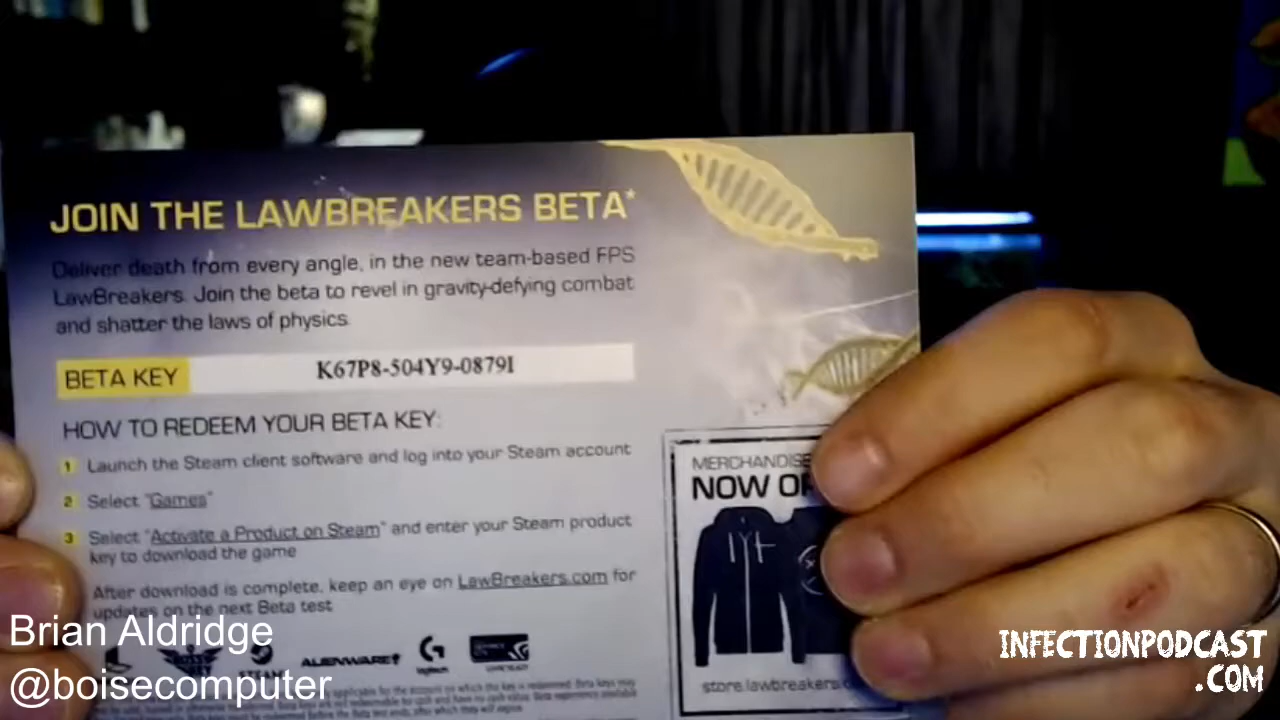 JOIN THE LAWBREAKERS BETA*
Deliver death from every angle, in the new team-based FPS
LawBreakers. Join the beta to revel in gravity-defying combat
and shatter the laws of physics.
BETA KEY K67P8-504Y9-0879I
HOW TO REDEEM YOUR BETA KEY:
1 Launch the Steam client software and log into your Steam account
2 Select "Games"
3 Select "Activate a Product on Steam" and enter your Steam product
key to download the game
After download is complete, keep an eye on LawBreakers.com for
updates on the next Beta test
MERCHANDISE
NOW
store.lawbreakers.
STEAM
ALIENWARE
Logitech
Brian Aldridge
@boisecomputer
INFECTIONPODCAST
.COM